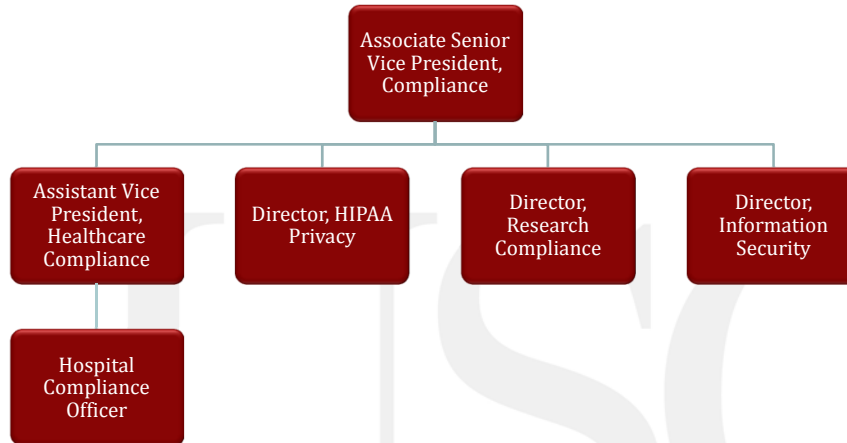 Associate Senior
Vice President,
Compliance
Assistant Vice
President,
Healthcare
Compliance
Director, HIPAA
Privacy
Director,
Research
Compliance
Director,
Information
Security
Hospital
Compliance
Officer
USC